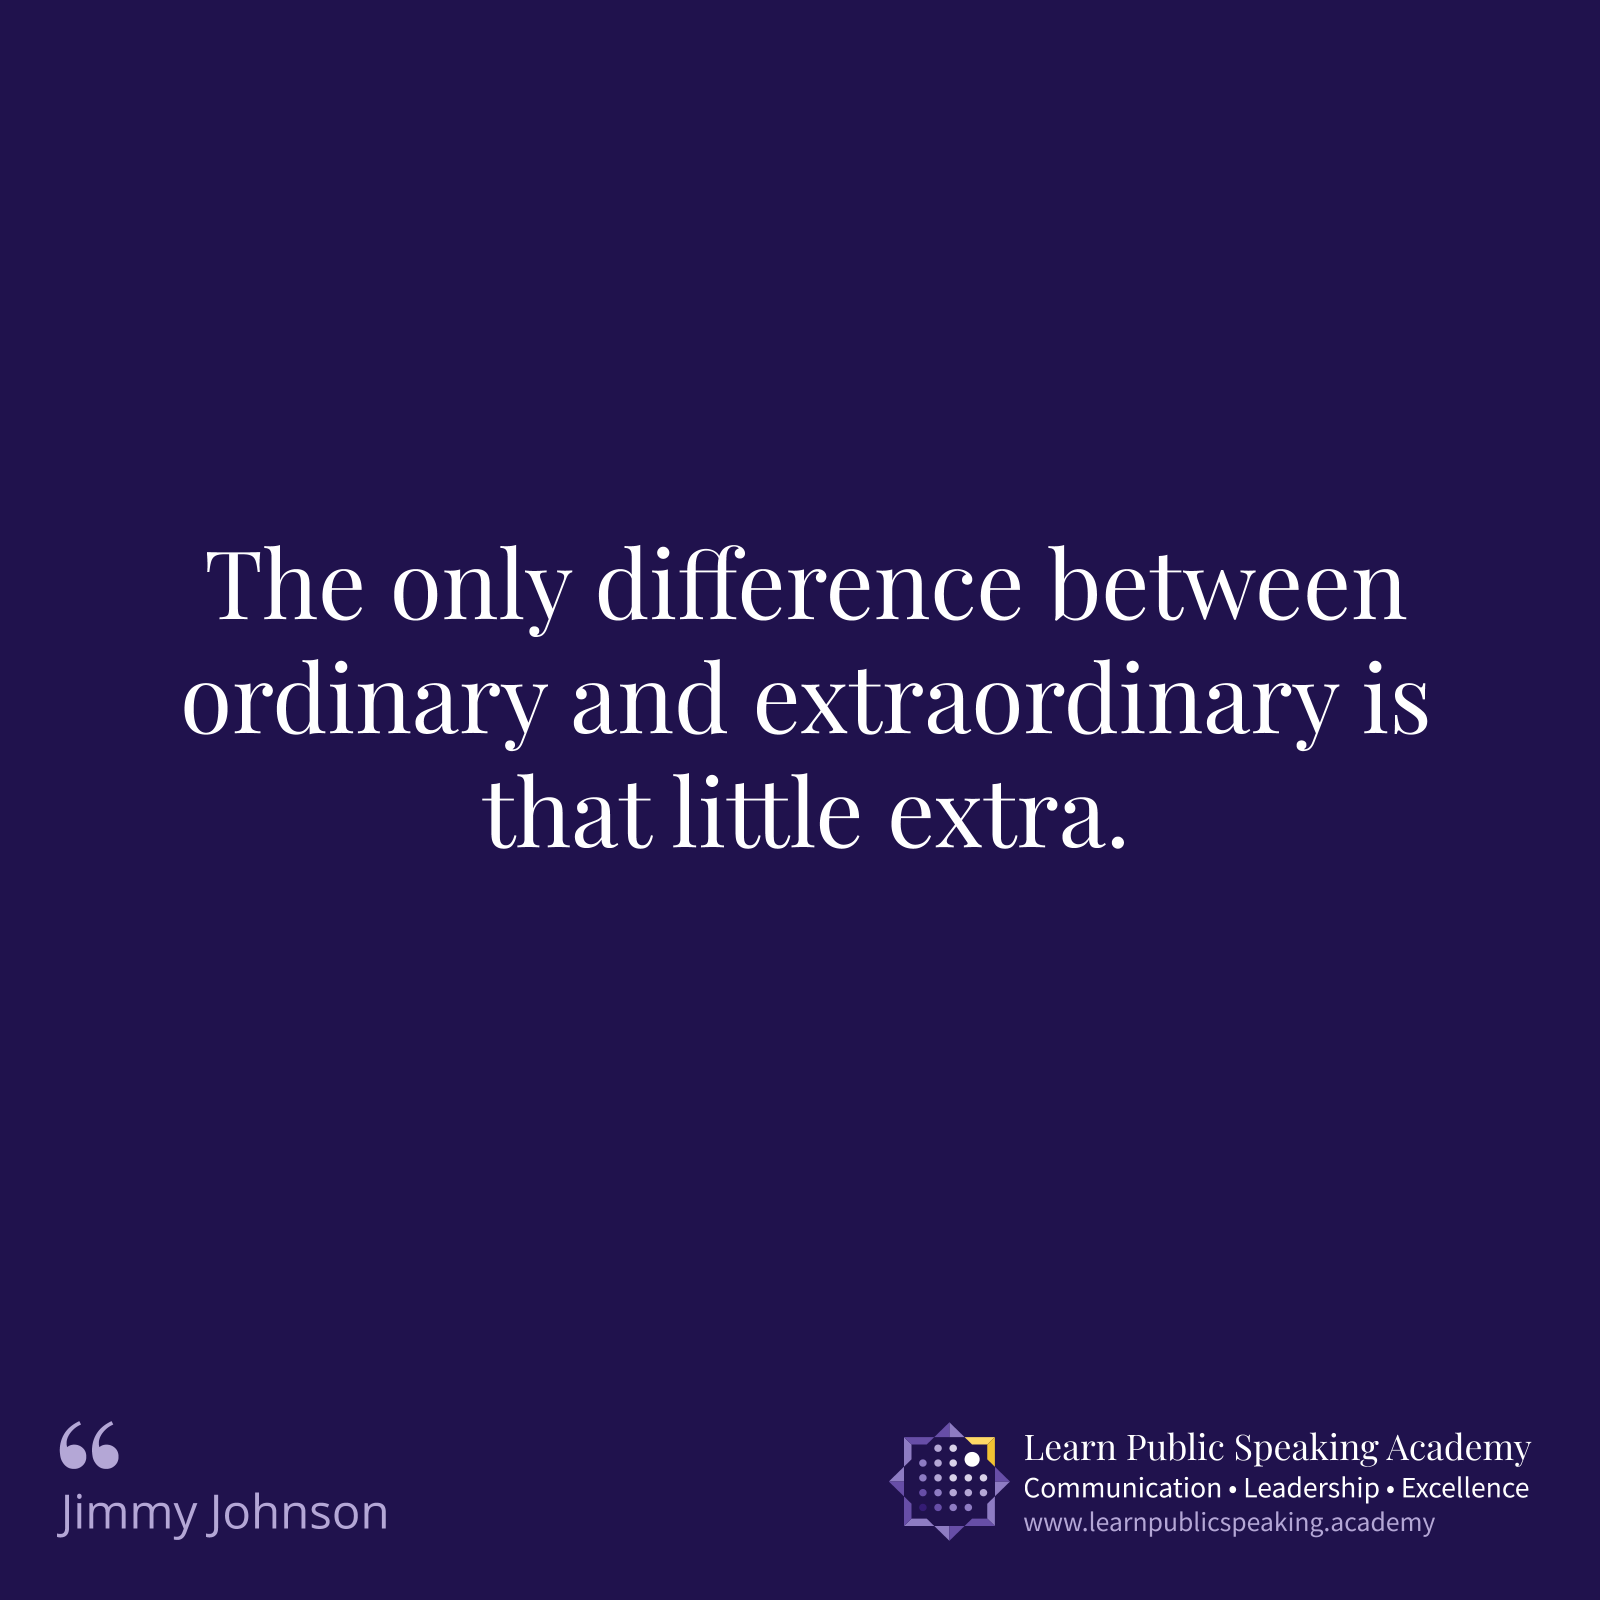 The only difference between
ordinary and extraordinary is
that little extra.
“
Jimmy Johnson
Learn Public Speaking Academy
Communication • Leadership • Excellence
www.learnpublicspeaking.academy